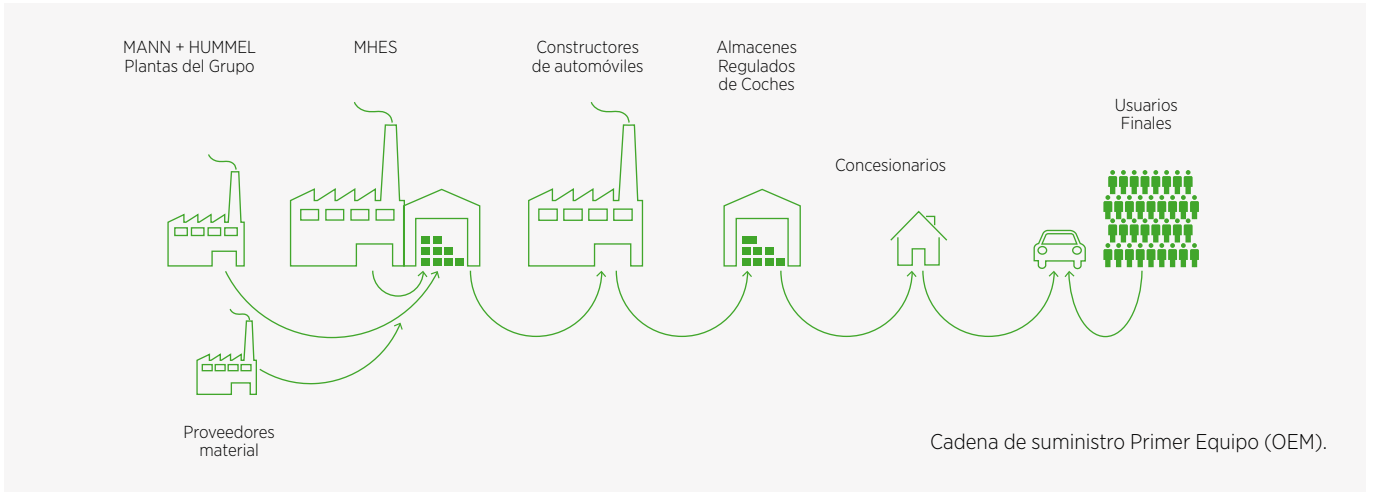 MANN + HUMMEL
Plantas del Grupo
MHES
Constructores
de automóviles
Almacenes
Regulados
de Coches
Concesionarios
Usuarios
Finales
Proveedores
material
Cadena de suministro Primer Equipo (OEM).